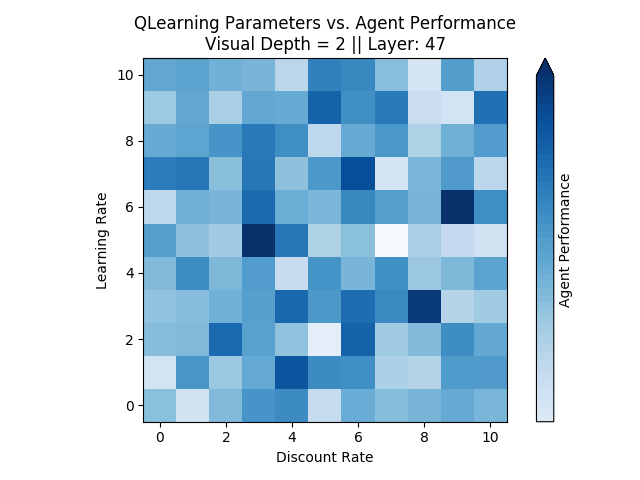 QLearning Parameters vs. Agent Performance
Visual Depth = 2 || Layer: 47
10
8
6
4
2
0
Learning Rate
0 2 4 6 8 10
Discount Rate
Agent Performance